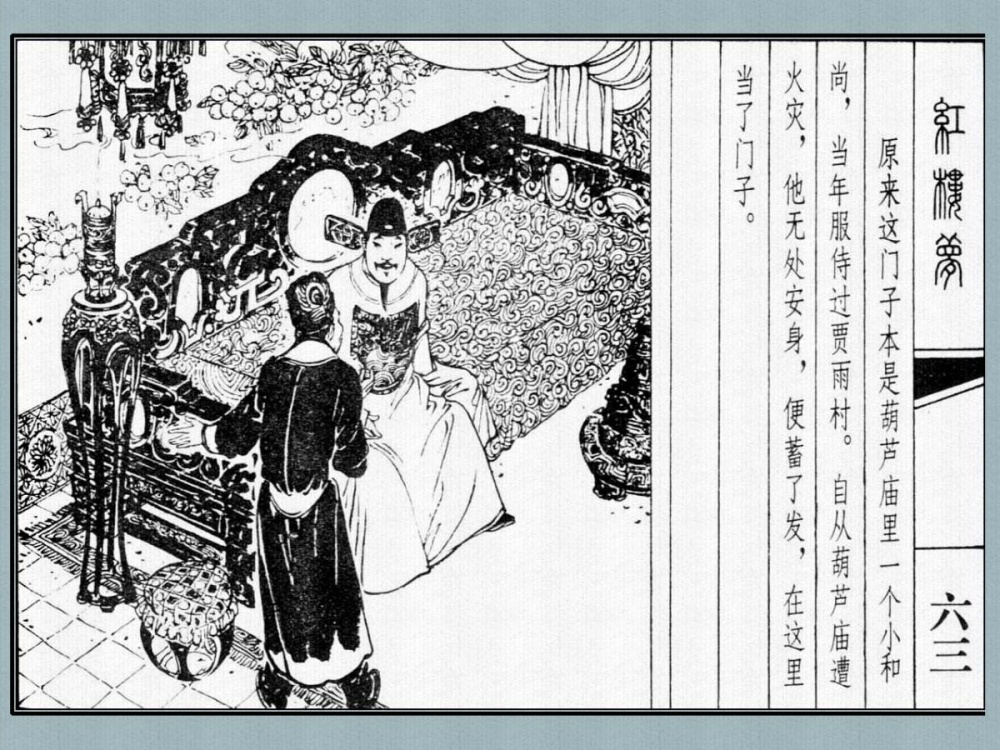 紅樓夢
六三
原来这门子本是葫芦庙里一个小和
尚，当年服侍过贾雨村。自从葫芦庙遭
火灾，他无处安身，便蓄了发，在这里
当了门子。